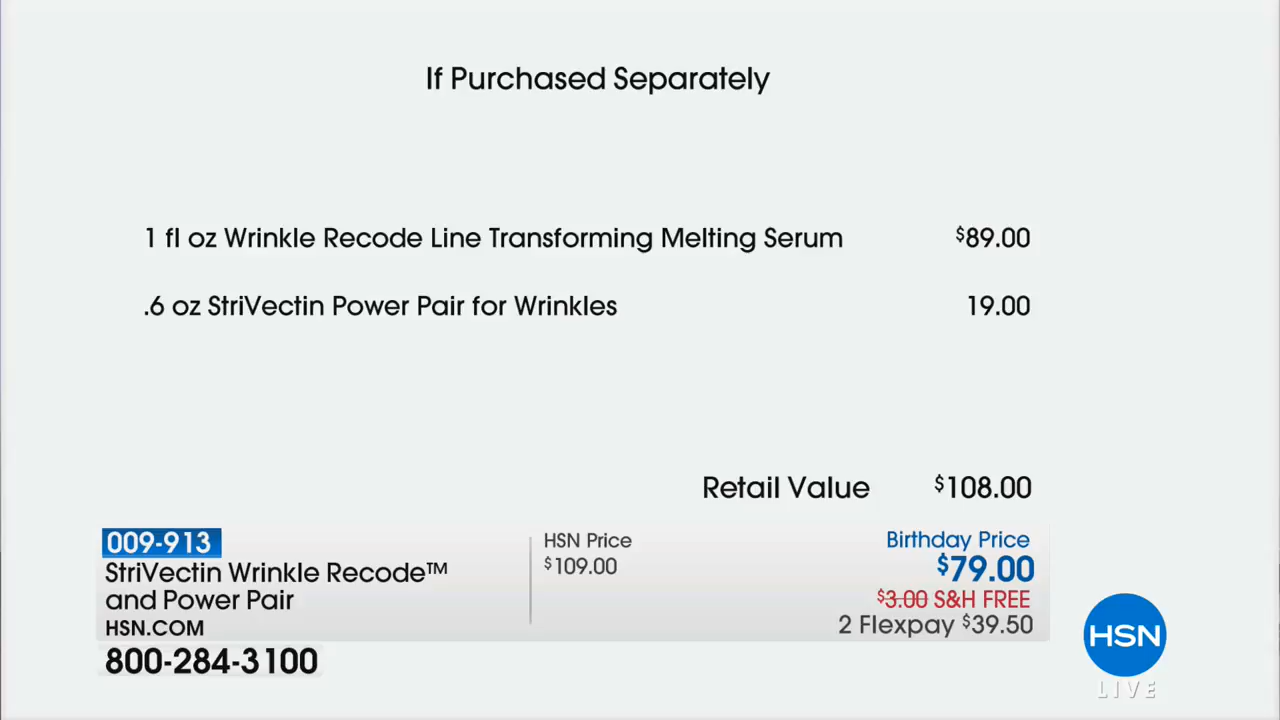 If Purchased Separately
1 fl oz Wrinkle Recode Line Transforming Melting Serum $89.00
.6 oz StriVectin Power Pair for Wrinkles 19.00
Retail Value $108.00
009-913
StriVectin Wrinkle Recode™
and Power Pair
HSN.COM
800-284-3100
HSN Price
$109.00
Birthday Price
$79.00
$3.00 S&H FREE
2 Flexpay $39.50
HSN
LIVE